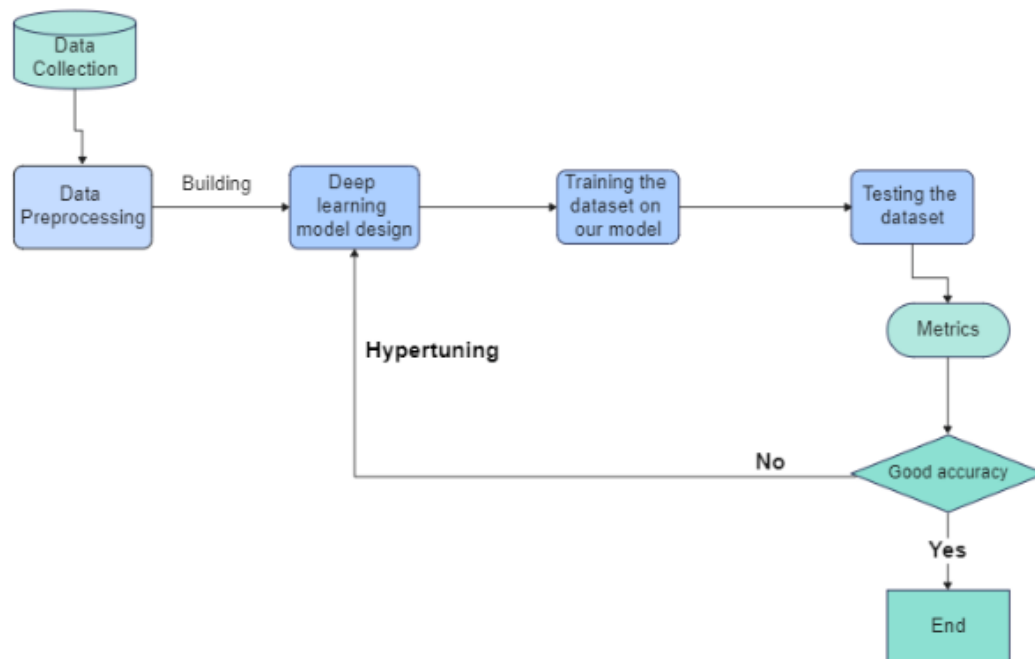 Data
Collection
Data
Preprocessing
Building
Deep
learning
model design
Training the
dataset on
our model
Testing the
dataset
Metrics
Hypertuning
No
Good accuracy
Yes
End